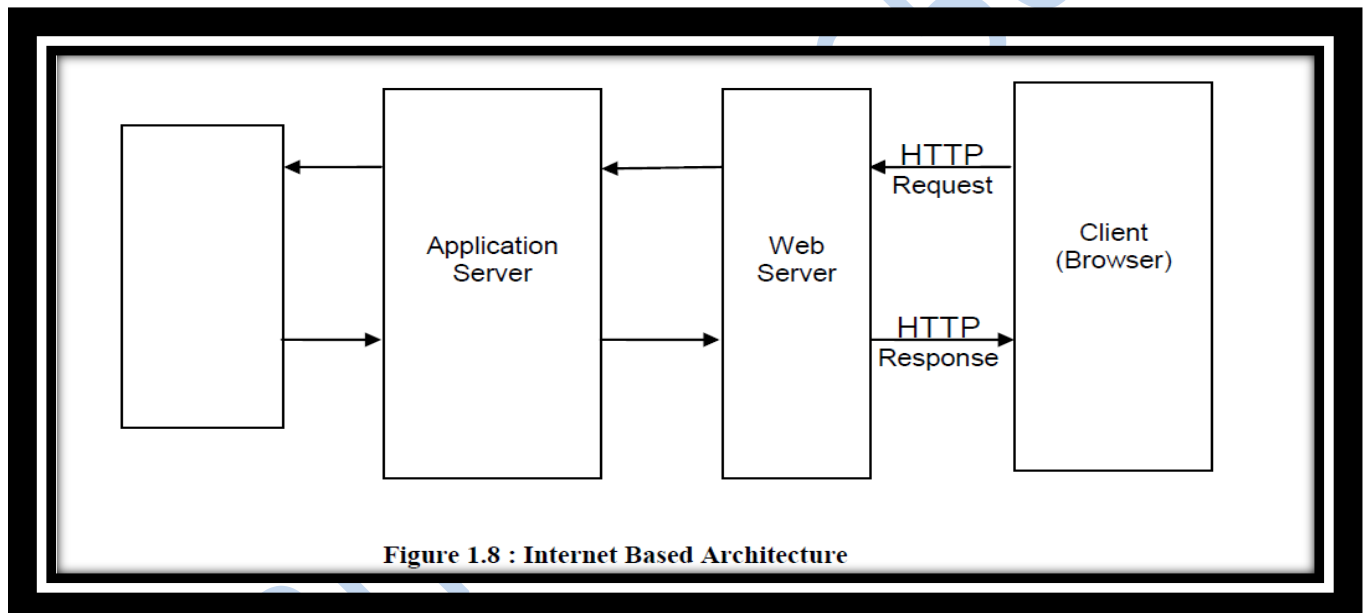 Application
Server
Web
Server
HTTP
Request
HTTP
Response
Client
(Browser)
Figure 1.8 : Internet Based Architecture